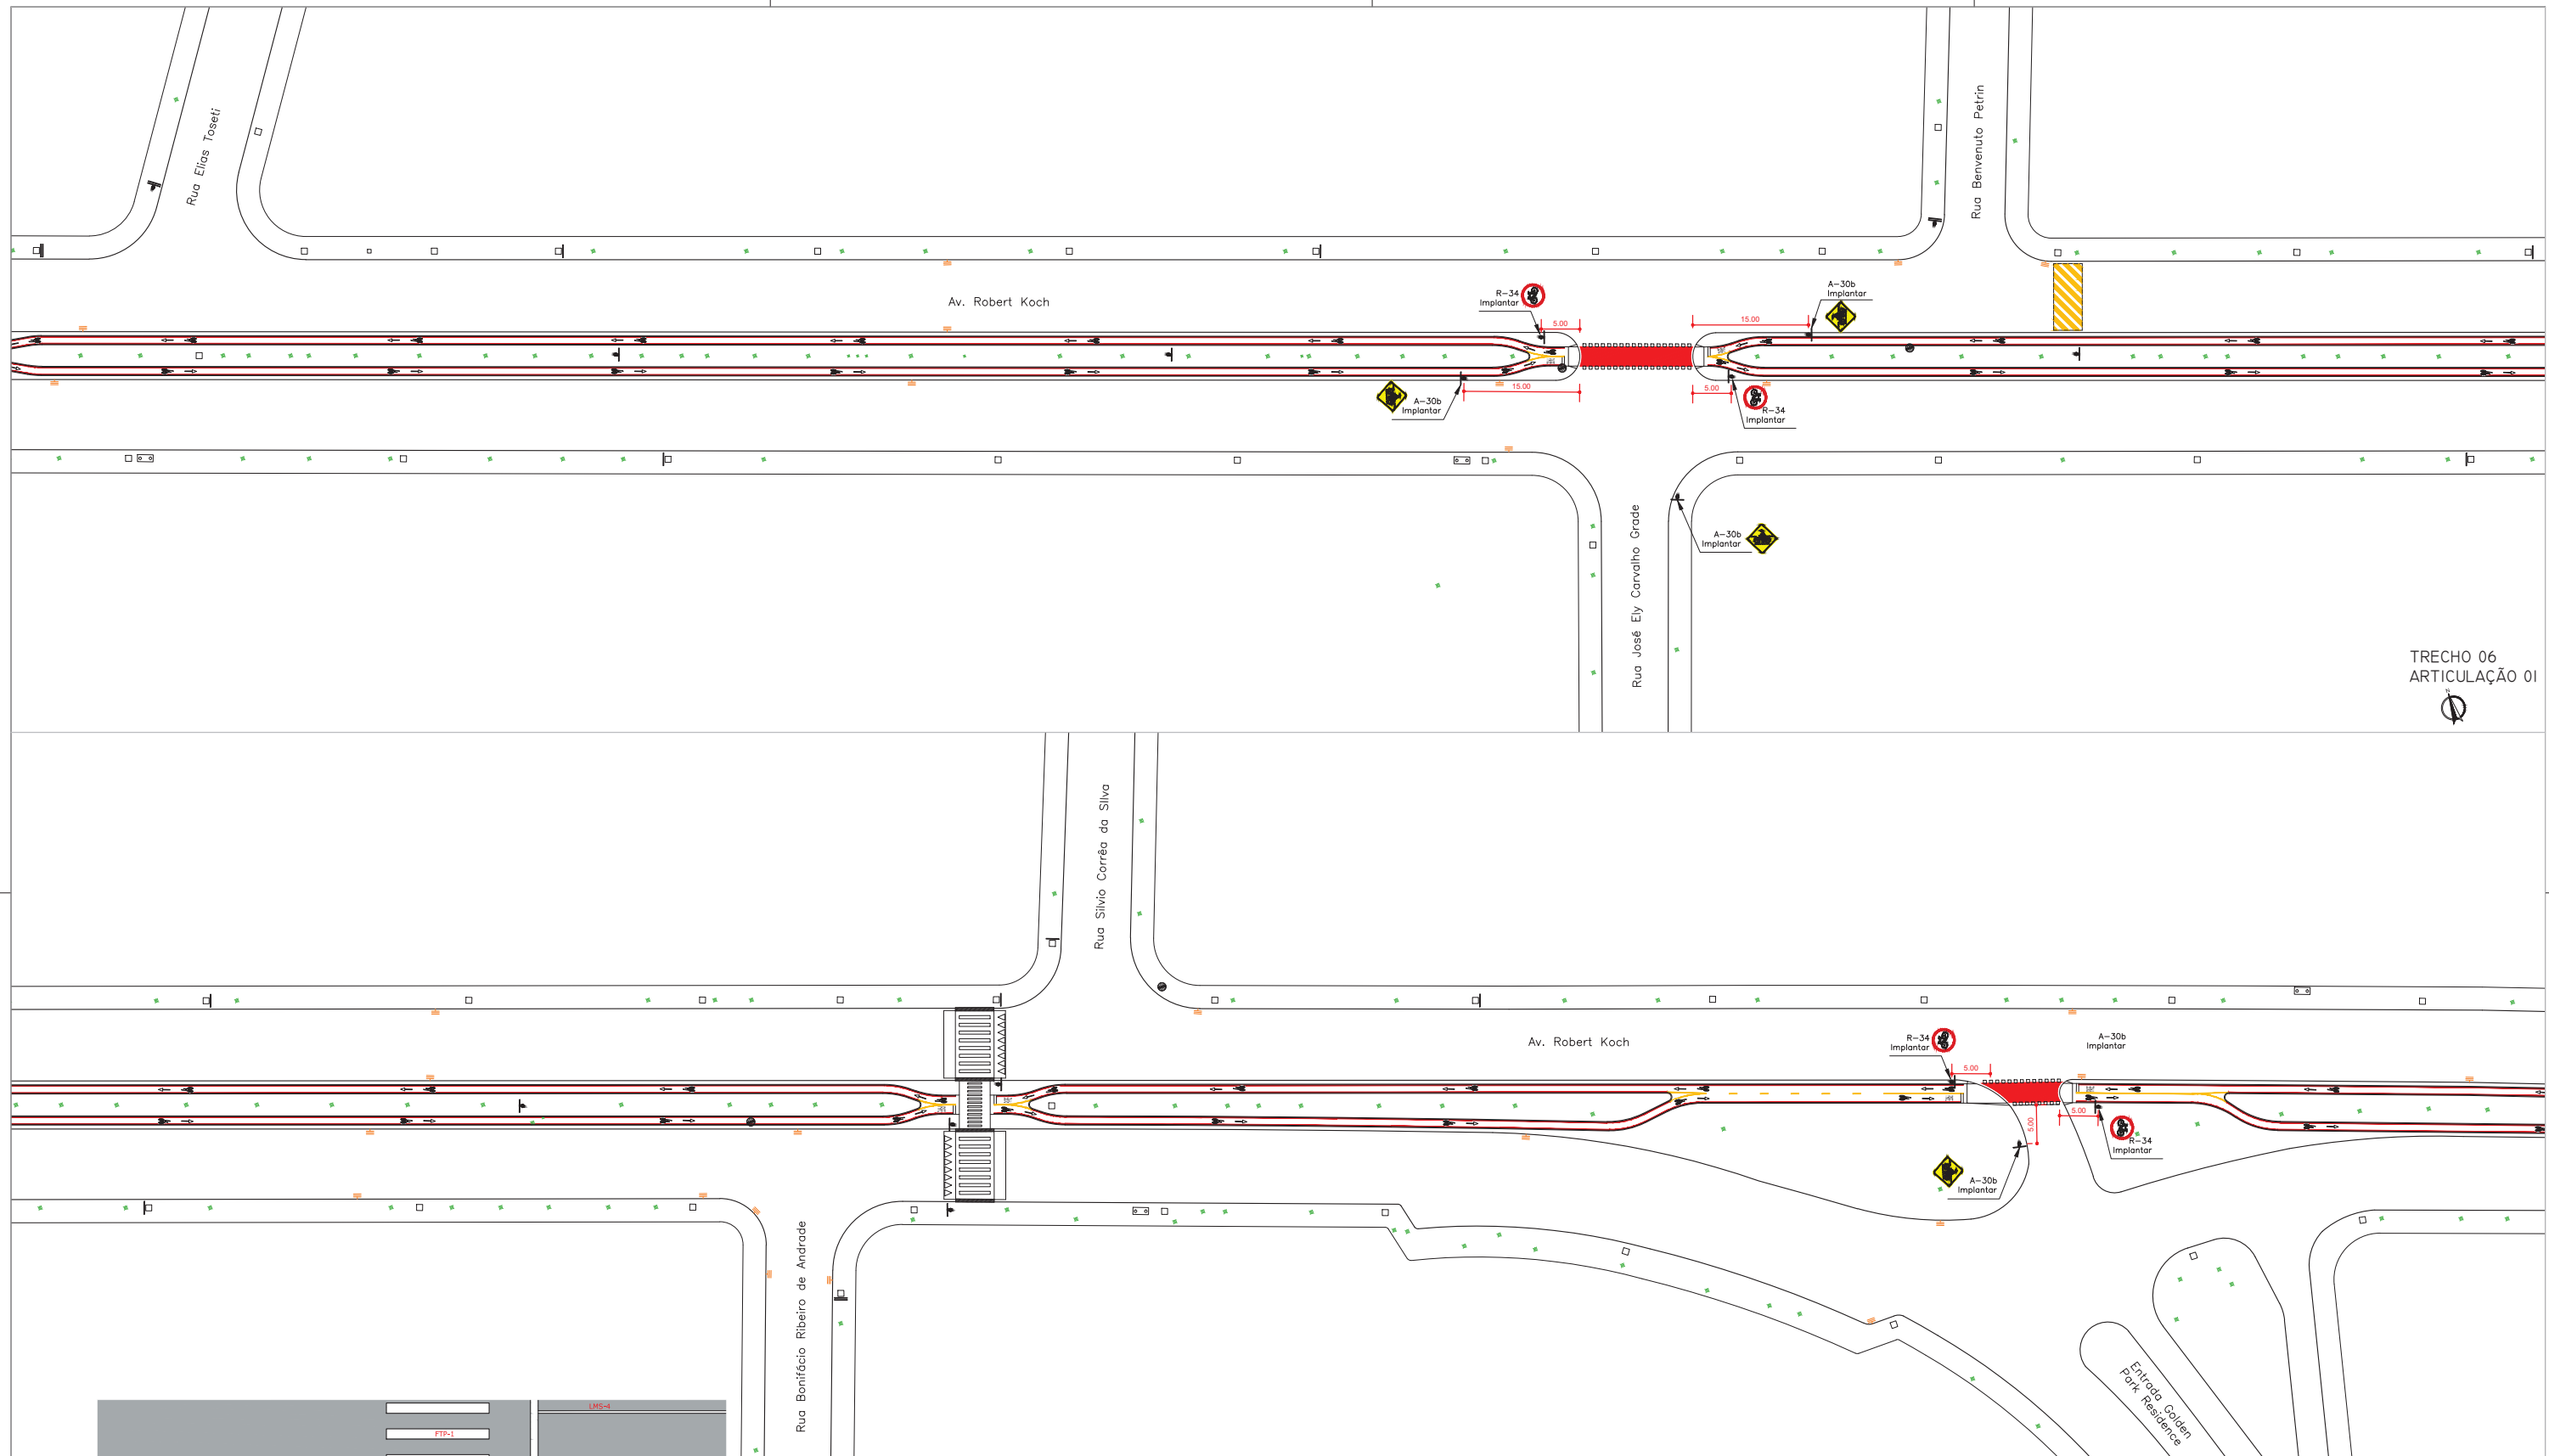 Rua Elias Toseti
Rua Benvenuto Petrin
Av. Robert Koch
R-34
Implantar
5.00
15.00
A-30b
Implantar
A-30b
Implantar
15.00
5.00
R-34
Implantar
A-30b
Implantar
Rua José Ely Carvalho Grade
TRECHO 06
ARTICULAÇÃO 01
Rua Silvio Corrêa da Silva
Av. Robert Koch
R-34
Implantar
5.00
A-30b
Implantar
5.00
5.00
R-34
Implantar
A-30b
Implantar
Rua Bonifácio Ribeiro de Andrade
Entrada Golden
Park Residence
LMS-4
FTP-1